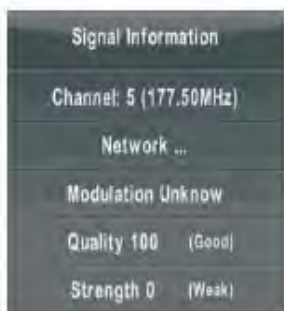 Signal Information
Channel: 5 (177.50MHz)
Network ...
Modulation Unknow
Quality 100 (Good)
Strength 0 (Weak)